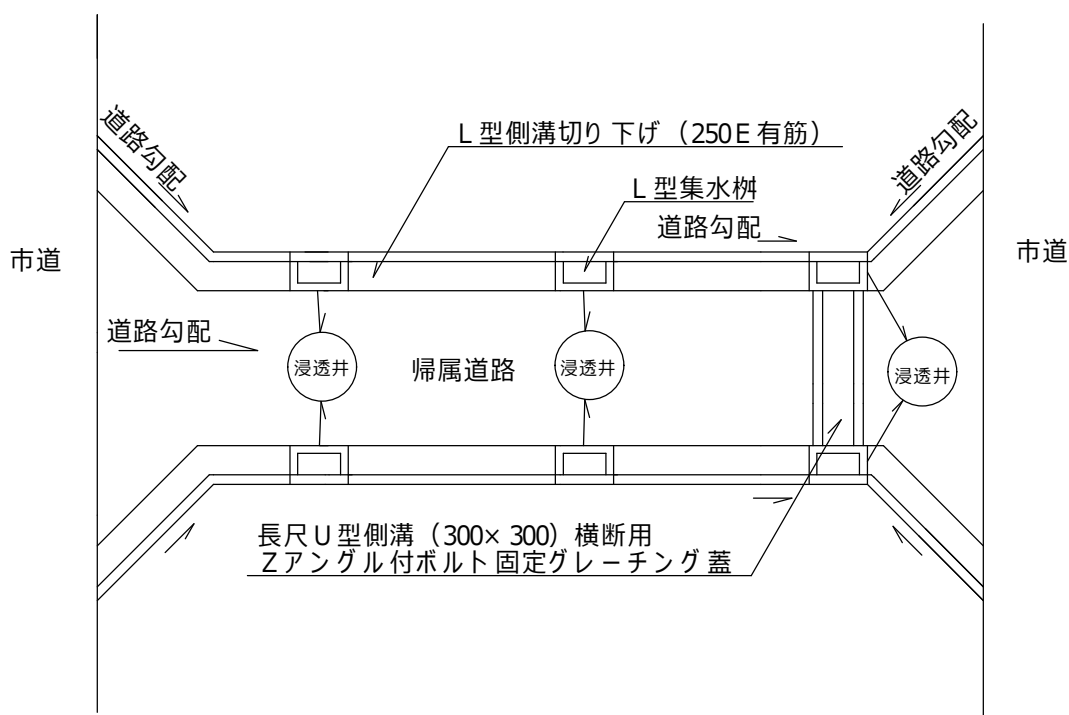 道路勾配
L型側溝切り下げ（250E有筋）
道路勾配
L型集水桝
道路勾配
市道
市道
道路勾配
浸透井
帰属道路
浸透井
浸透井
長尺U型側溝（300×300）横断用
Zアングル付ボルト固定グレーチング蓋